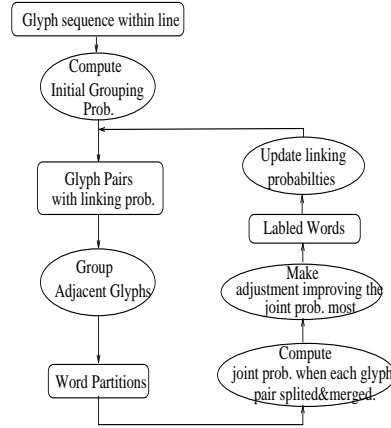 Glyph sequence within line
Compute
Initial Grouping
Prob.
Glyph Pairs
with linking prob.
Group
Adjacent Glyphs
Word Partitions
Update linking
probabilties
Labled Words
Make
adjustment improving the
joint prob. most
Compute
joint prob. when each glyph
pair splited&merged.